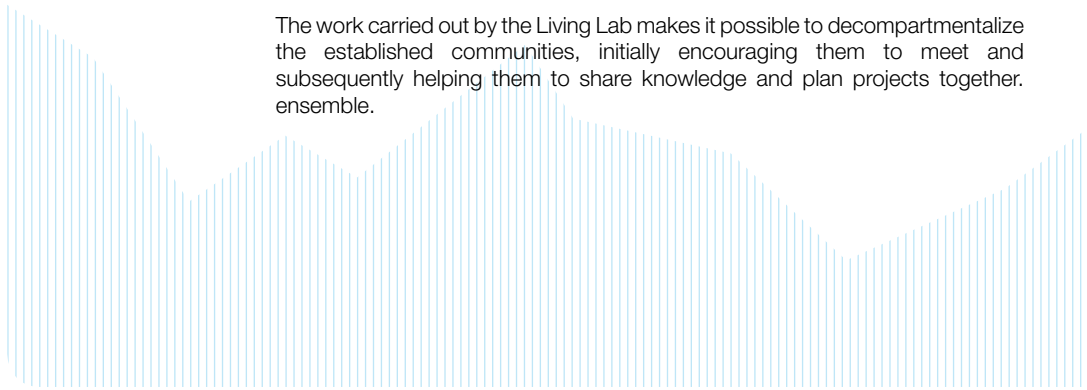 The work carried out by the Living Lab makes it possible to decompartmentalize
the established communities, initially encouraging them to meet and
subsequently helping them to share knowledge and plan projects together.
ensemble.